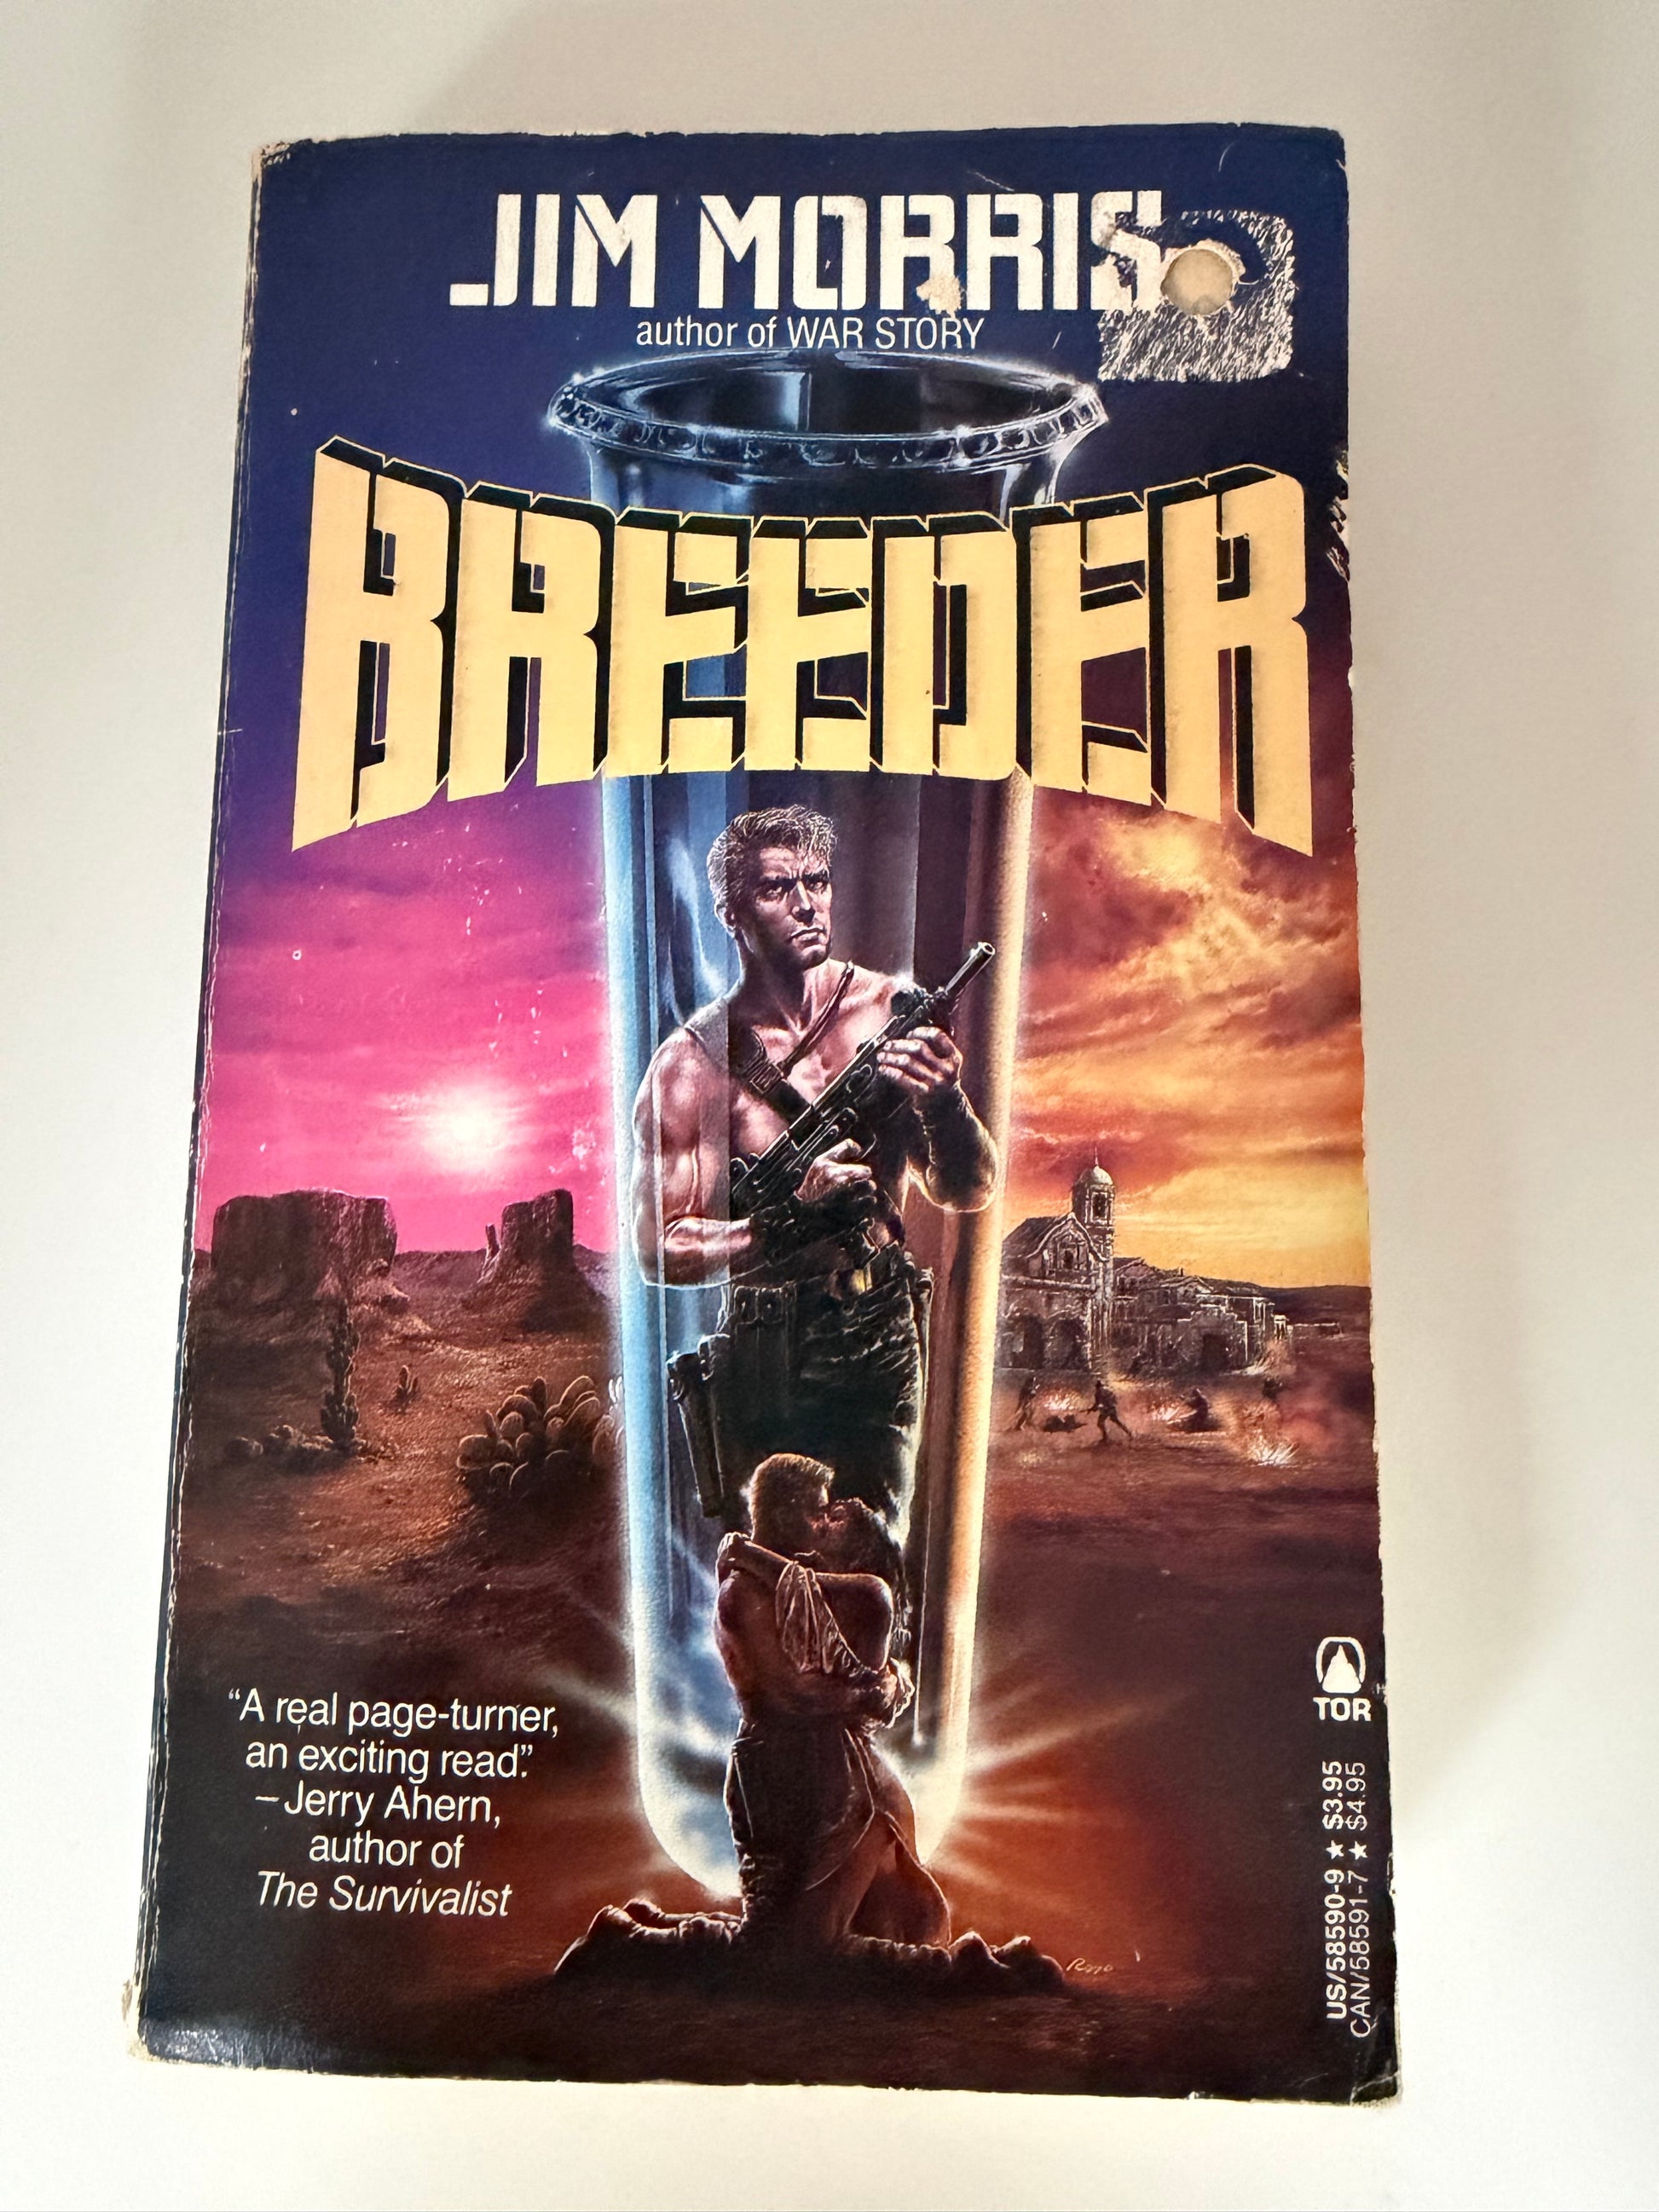 JIM MORRIS
author of WAR STORY
BREEDER
“A real page-turner,
an exciting read.”
–Jerry Ahern,
author of
The Survivalist
TOR
US/58590-9 ★ $3.95
CAN/58591-7 ★ $4.95